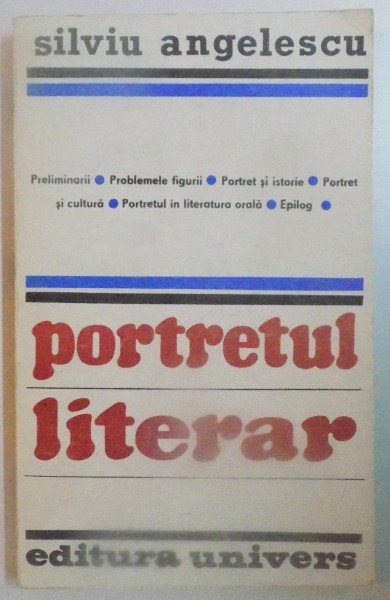 silviu angelescu
Preliminarii ● Problemele figurii ● Portret și istorie ● Portret
și cultură ● Portretul in literatura orală ● Epilog ●
portretul
literar
editura univers